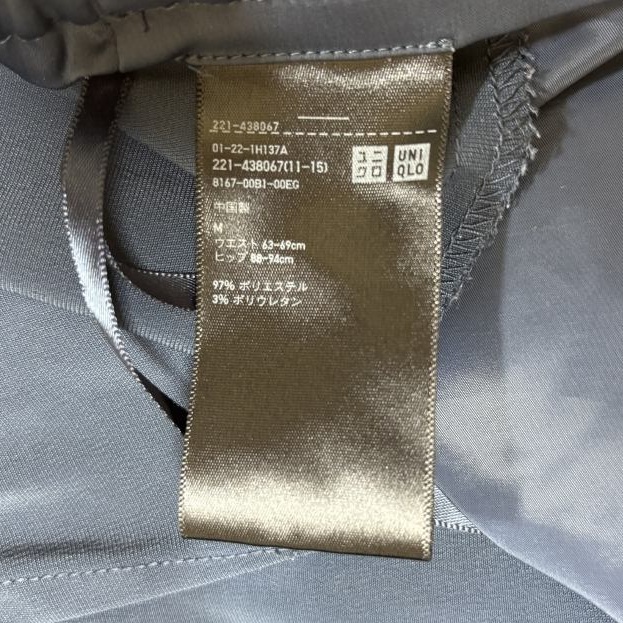 221-438067
01-22-1H137A
221-438067(11-15)
8167-00B1-00EG
ユニ
クロ
UNI
QLO
中国製
M
ウエスト 63-69cm
ヒップ 88-94cm
97% ポリエステル
3% ポリウレタン